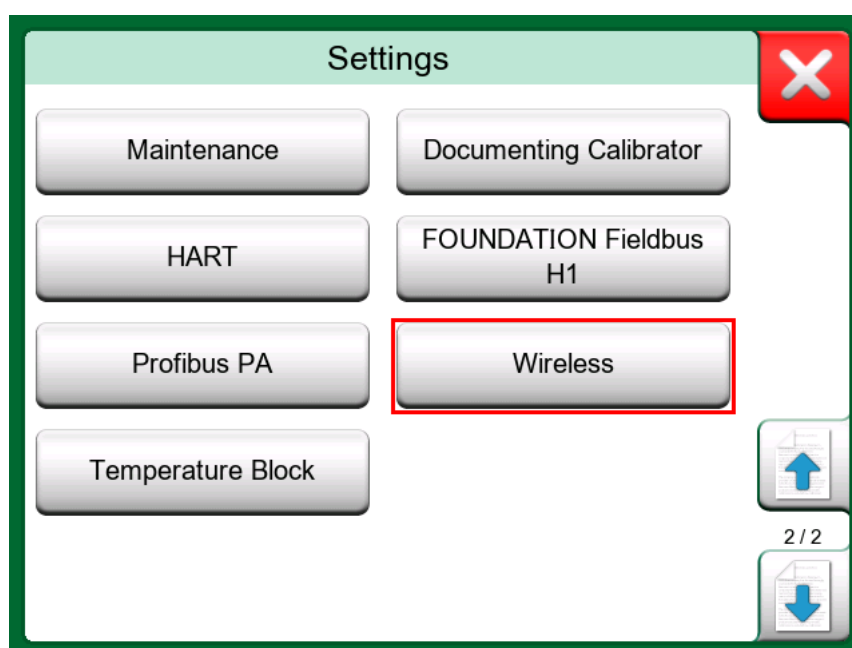 Settings
Maintenance
Documenting Calibrator
HART
FOUNDATION Fieldbus
H1
Profibus PA
Wireless
Temperature Block
2 / 2